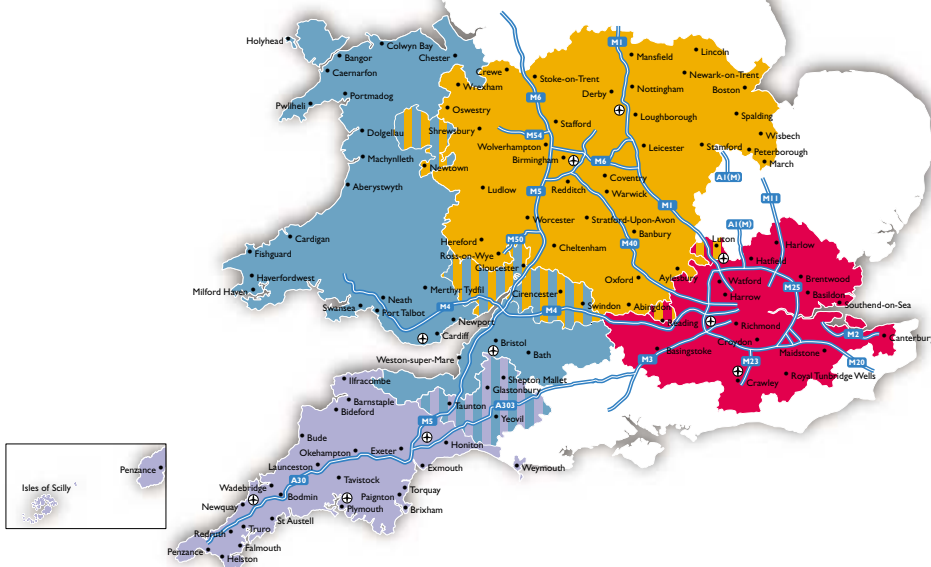 Holyhead
Colwyn Bay
Bangor
Chester
Caernarfon
Portmadog
Pwllheli
Dolgellau
Machynlleth
Aberystwyth
Cardigan
Fishguard
Haverfordwest
Milford Haven
Swansea
Neath
Port Talbot
Merthyr Tydfil
M4
Newport
Cardiff
Crewe
Wrexham
Oswestry
Shrewsbury
Newtown
Ludlow
Hereford
Ross-on-Wye
Gloucester
M50
Worcester
Cheltenham
M5
M6
Stoke-on-Trent
Stafford
M54
Wolverhampton
Birmingham
M6
Redditch
Coventry
Warwick
Stratford-Upon-Avon
Banbury
M40
M1
Mansfield
Lincoln
Newark-on-Trent
Nottingham
Derby
Boston
Loughborough
Spalding
Leicester
Stamford
Wisbech
Peterborough
March
A1(M)
M11
M1
A1(M)
Cirencester
M4
Swindon
Oxford
Abingdon
Aylesbury
Luton
Harlow
Hatfield
Watford
Harrow
Brentwood
M25
Basildon
Southend-on-Sea
Reading
Richmond
Croydon
M2
Canterbury
M20
Maidstone
M3
Basingstoke
M23
Crawley
Royal Tunbridge Wells
Bristol
Bath
Weston-super-Mare
Shepton Mallet
Glastonbury
A303
Taunton
Yeovil
M5
Ilfracombe
Barnstaple
Bideford
Bude
Okehampton
Exeter
Honiton
Launceston
Exmouth
Weymouth
A30
Tavistock
Wadebridge
Bodmin
Torquay
Paignton
Plymouth
Brixham
Newquay
St Austell
Truro
Redruth
Falmouth
Penzance
Helston
Penzance
Isles of Scilly